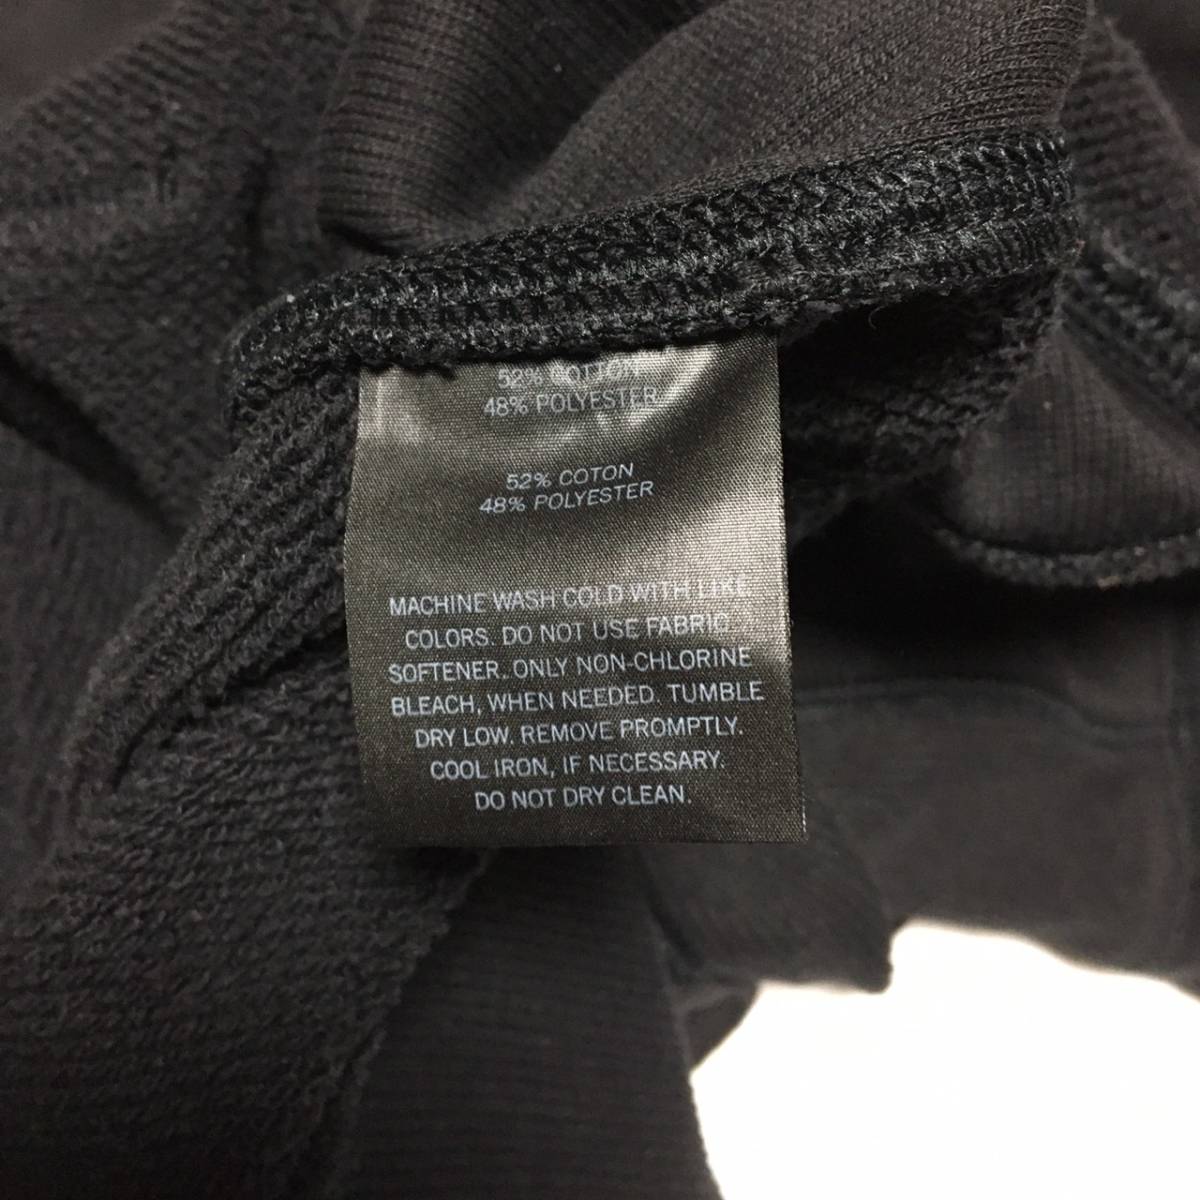 52% COTTON
48% POLYESTER
52% COTON
48% POLYESTER
MACHINE WASH COLD WITH LIKE
COLORS. DO NOT USE FABRIC
SOFTENER. ONLY NON-CHLORINE
BLEACH, WHEN NEEDED. TUMBLE
DRY LOW. REMOVE PROMPTLY.
COOL IRON, IF NECESSARY.
DO NOT DRY CLEAN.